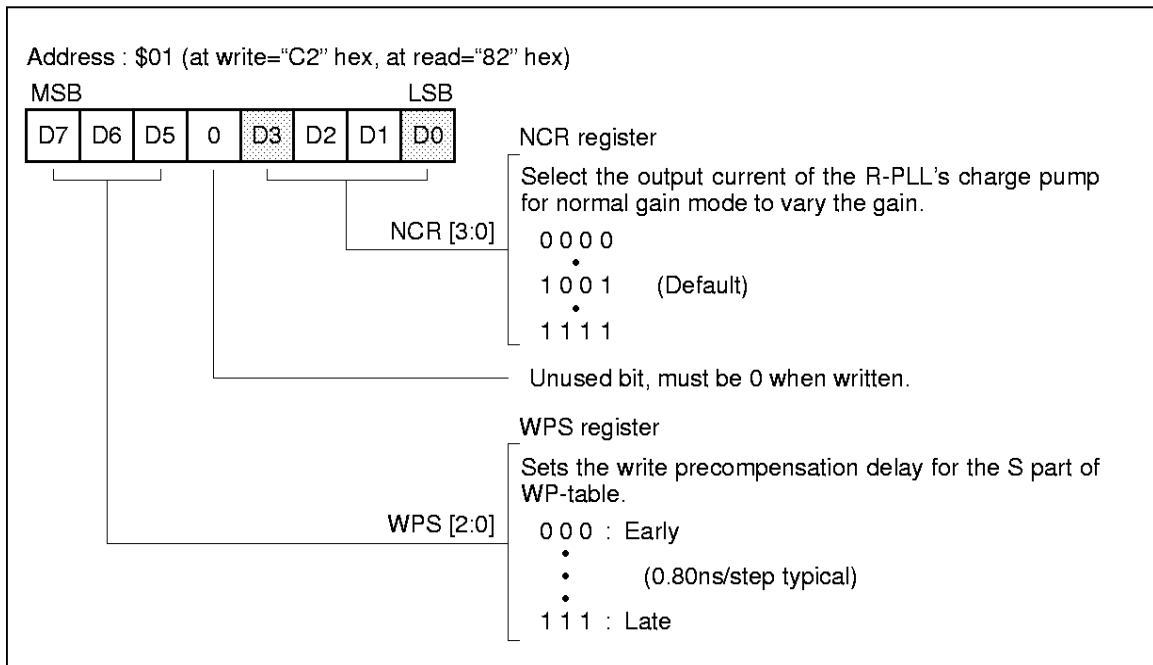 Address : $01 (at write=“C2” hex, at read=“82” hex)
MSB LSB
D7 D6 D5 0 D3 D2 D1 D0
NCR register
Select the output current of the R-PLL’s charge pump
for normal gain mode to vary the gain.
NCR [3:0]
0 0 0 0
•
1 0 0 1 (Default)
•
1 1 1 1
Unused bit, must be 0 when written.
WPS register
Sets the write precompensation delay for the S part of
WP-table.
WPS [2:0]
0 0 0 : Early
•
• (0.80ns/step typical)
•
1 1 1 : Late